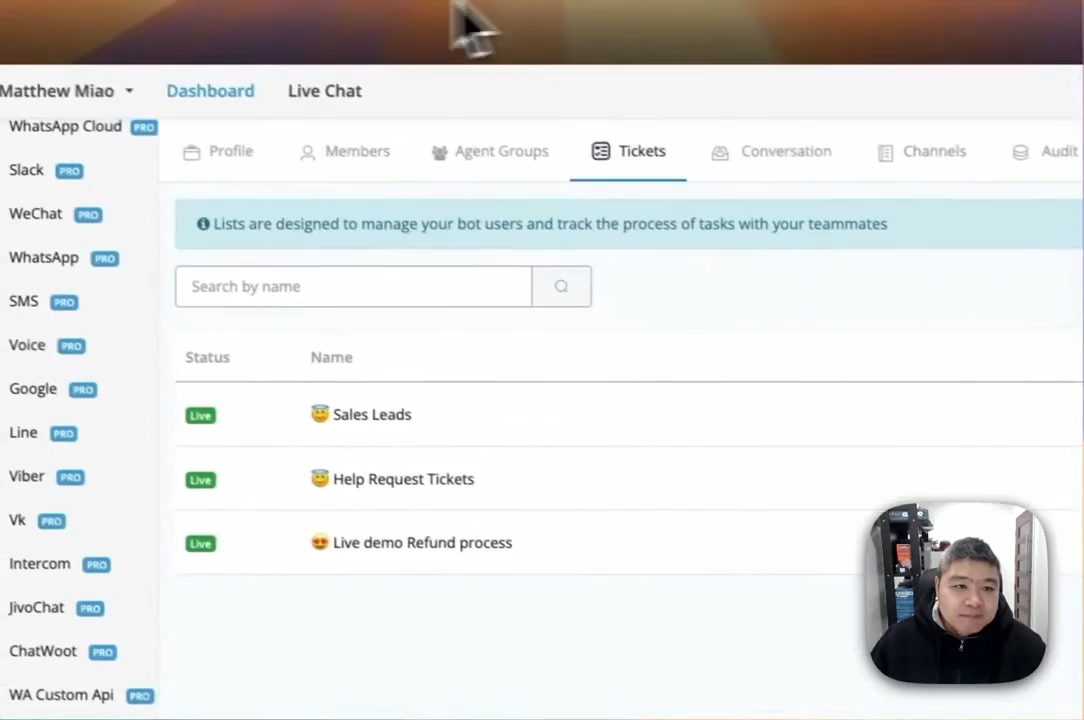 Matthew Miao
Dashboard
Live Chat
WhatsApp Cloud PRO
Slack PRO
WeChat PRO
WhatsApp PRO
SMS PRO
Voice PRO
Google PRO
Line PRO
Viber PRO
Vk PRO
Intercom PRO
JivoChat PRO
ChatWoot PRO
WA Custom Api PRO
Profile
Members
Agent Groups
Tickets
Conversation
Channels
Audit
Lists are designed to manage your bot users and track the process of tasks with your teammates
Search by name
Status Name
Live 😇 Sales Leads
Live 😇 Help Request Tickets
Live 😍 Live demo Refund process